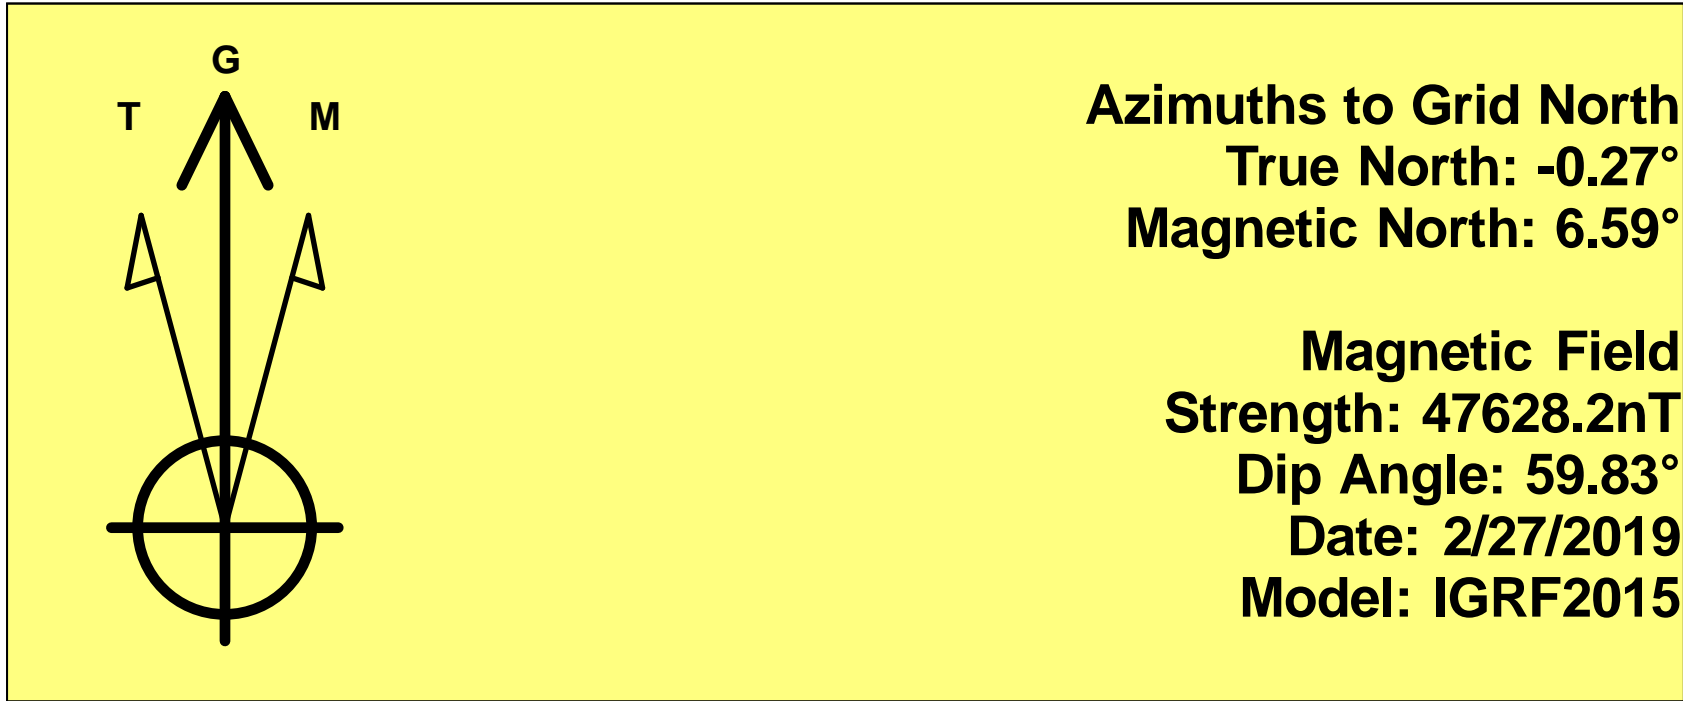 G
T M
Azimuths to Grid North
True North: -0.27°
Magnetic North: 6.59°
Magnetic Field
Strength: 47628.2nT
Dip Angle: 59.83°
Date: 2/27/2019
Model: IGRF2015